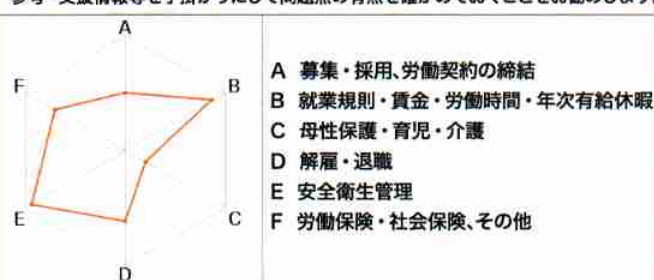 A
B
C
D
E
F
A 募集・採用、労働契約の締結
B 就業規則・賃金・労働時間・年次有給休暇
C 母性保護・育児・介護
D 解雇・退職
E 安全衛生管理
F 労働保険・社会保険、その他